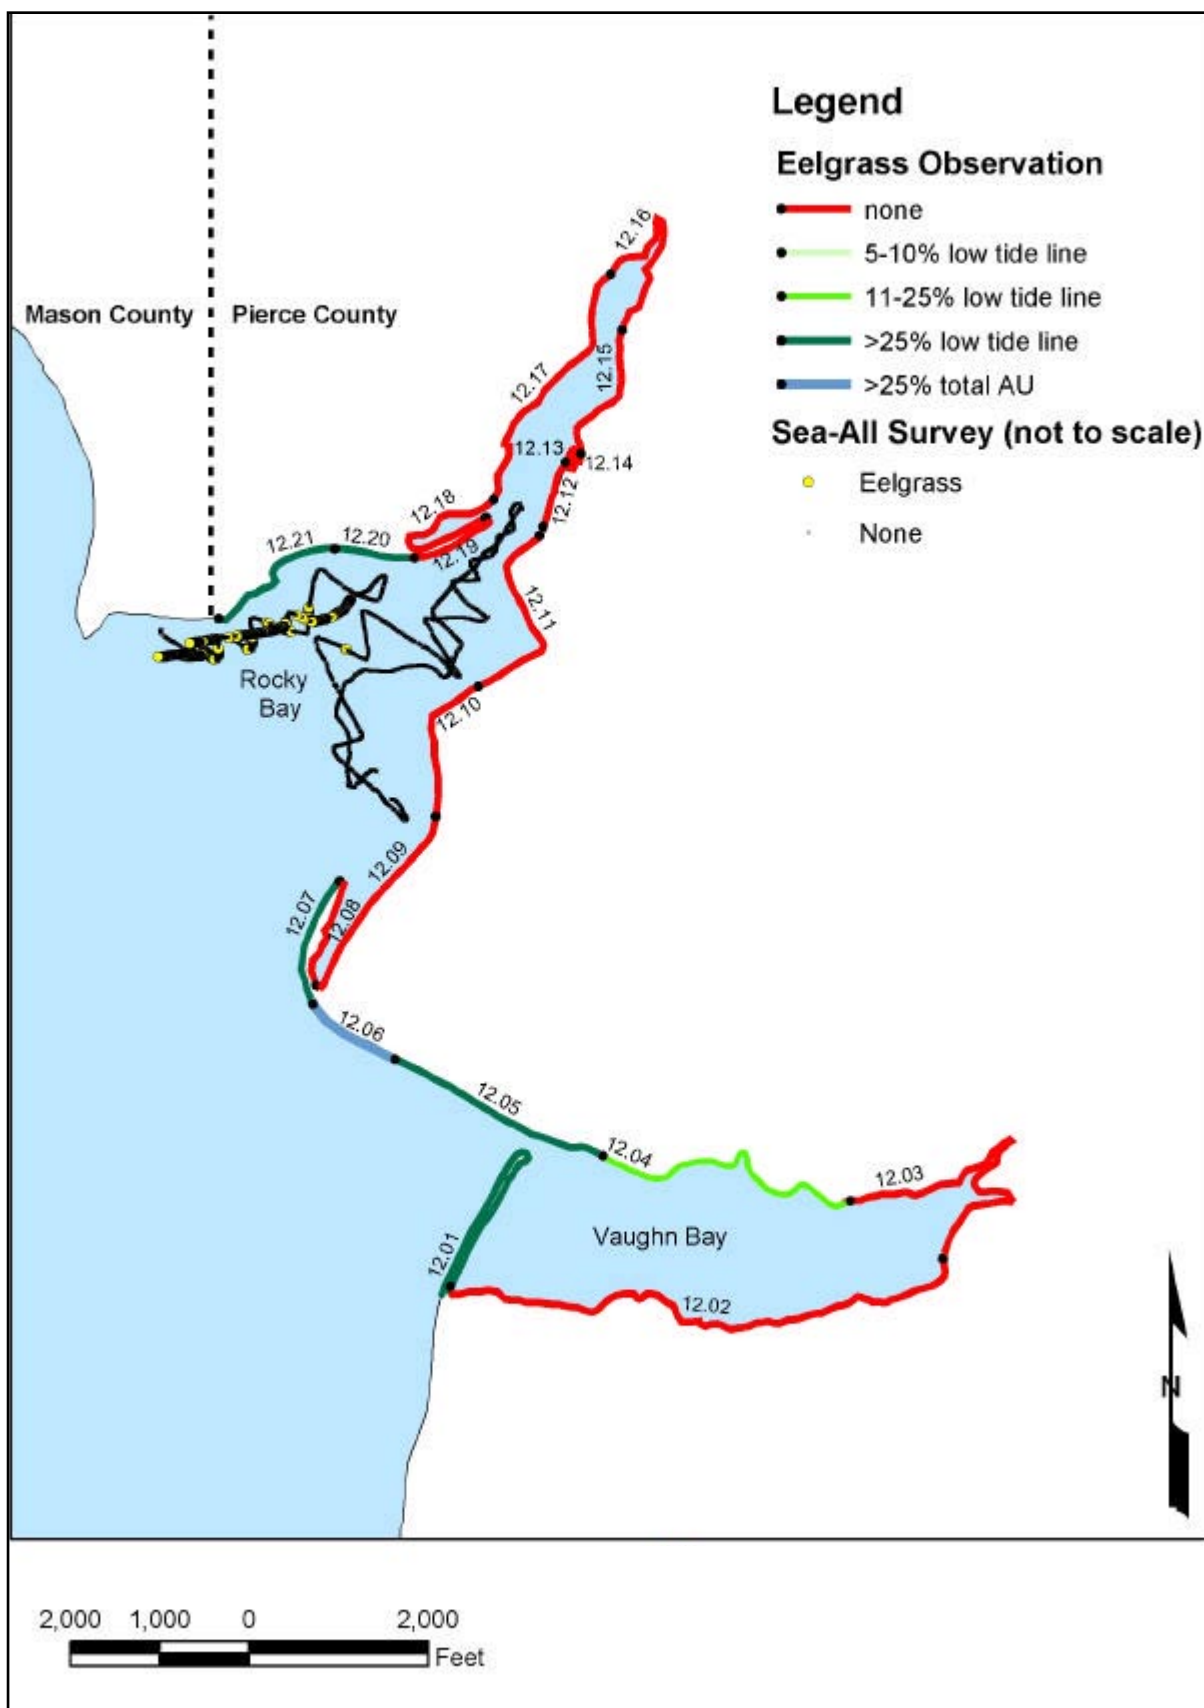 Legend
Eelgrass Observation
none
5-10% low tide line
11-25% low tide line
>25% low tide line
>25% total AU
Sea-All Survey (not to scale)
Eelgrass
None
Mason County
Pierce County
12.16
12.15
12.17
12.13
12.14
12.12
12.18
12.19
12.20
12.21
12.11
12.10
Rocky
Bay
12.09
12.08
12.07
12.06
12.05
12.04
12.03
Vaughn Bay
12.01
12.02
N
2,000 1,000 0 2,000
Feet